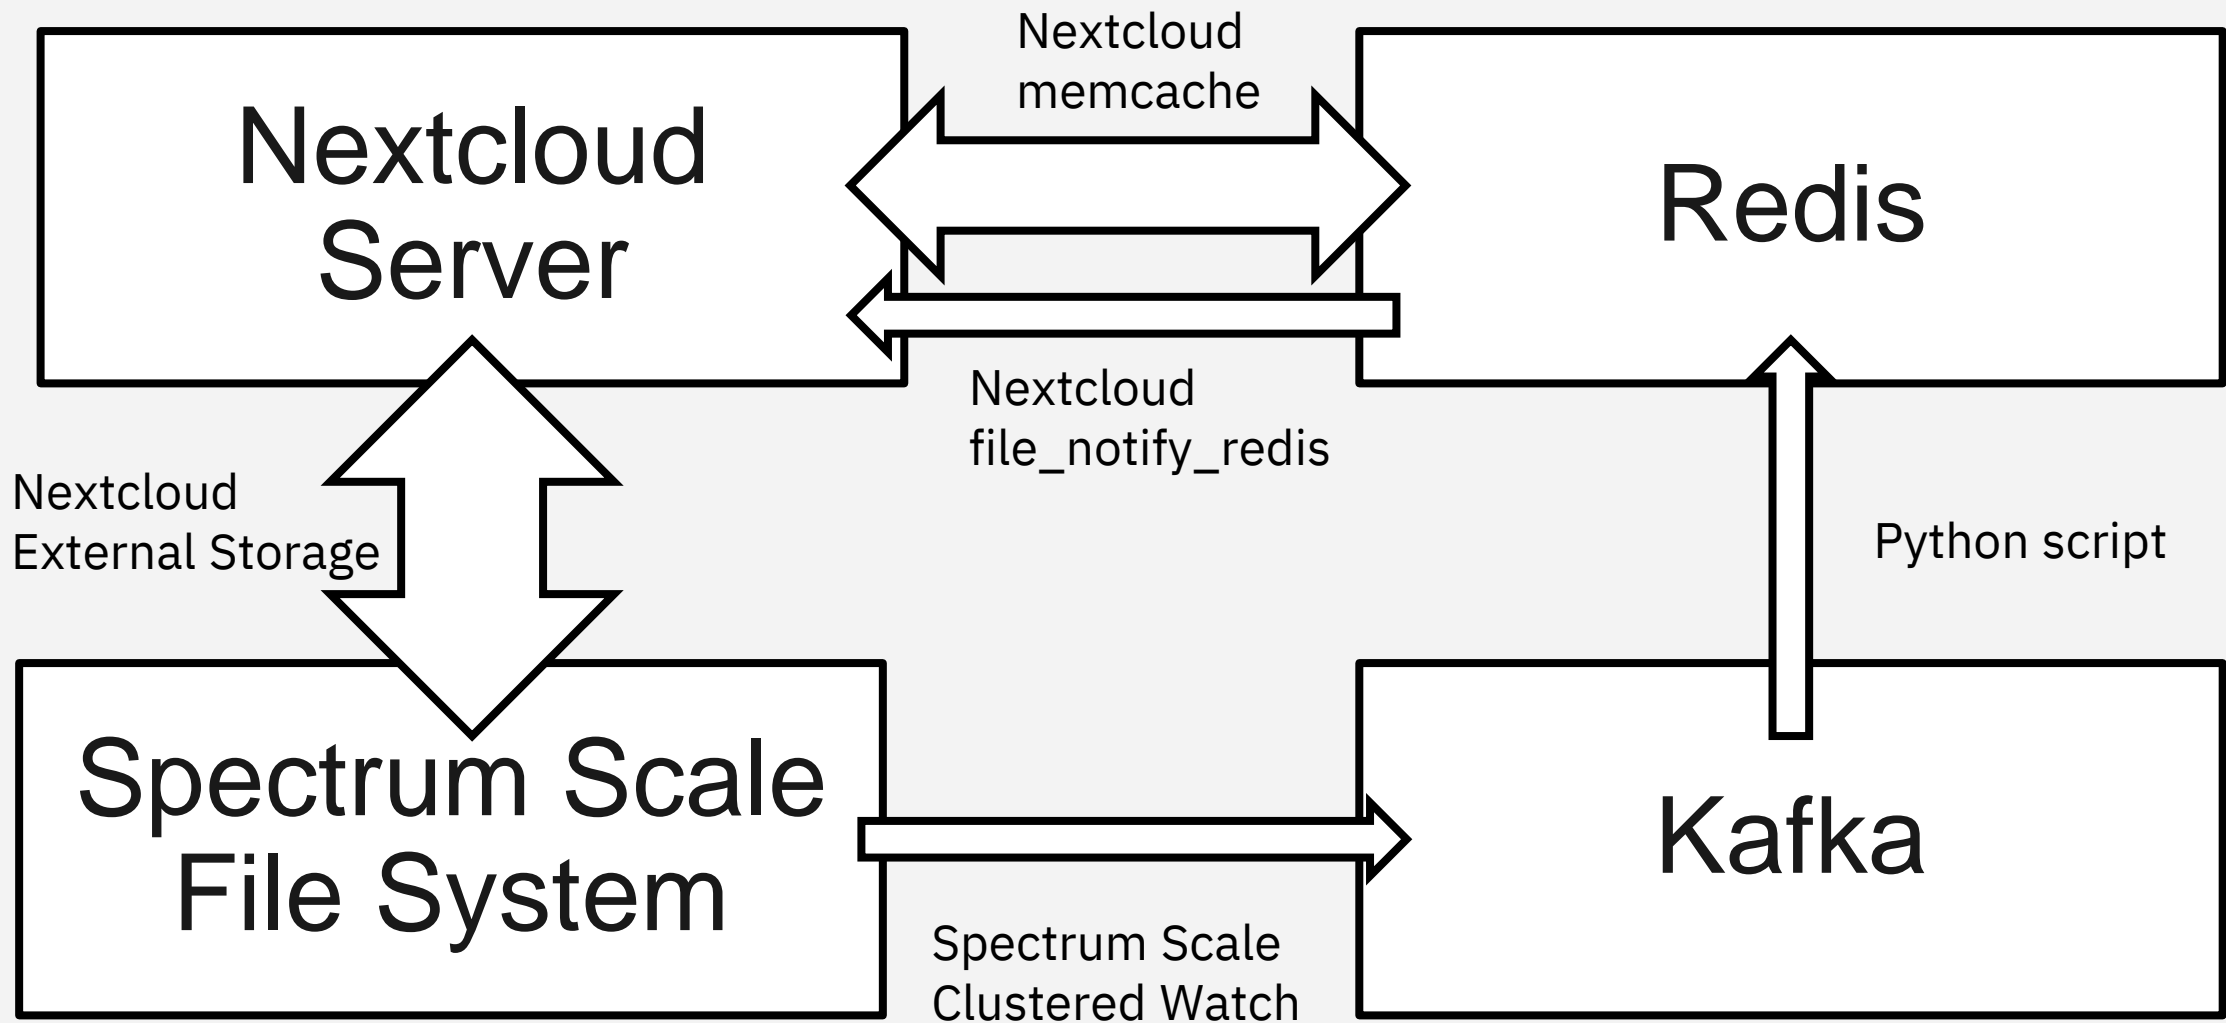 Nextcloud
memcache
Nextcloud
Server
Redis
Nextcloud
file_notify_redis
Nextcloud
External Storage
Python script
Spectrum Scale
File System
Kafka
Spectrum Scale
Clustered Watch